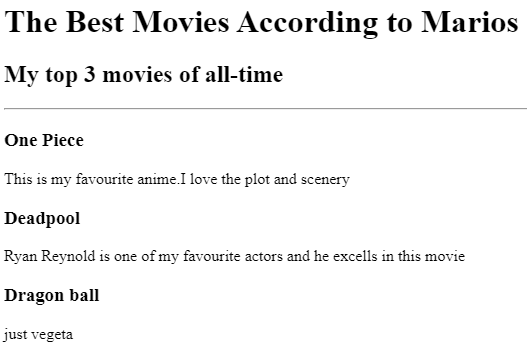 The Best Movies According to Marios
My top 3 movies of all-time
One Piece
This is my favourite anime.I love the plot and scenery
Deadpool
Ryan Reynold is one of my favourite actors and he excells in this movie
Dragon ball
just vegeta